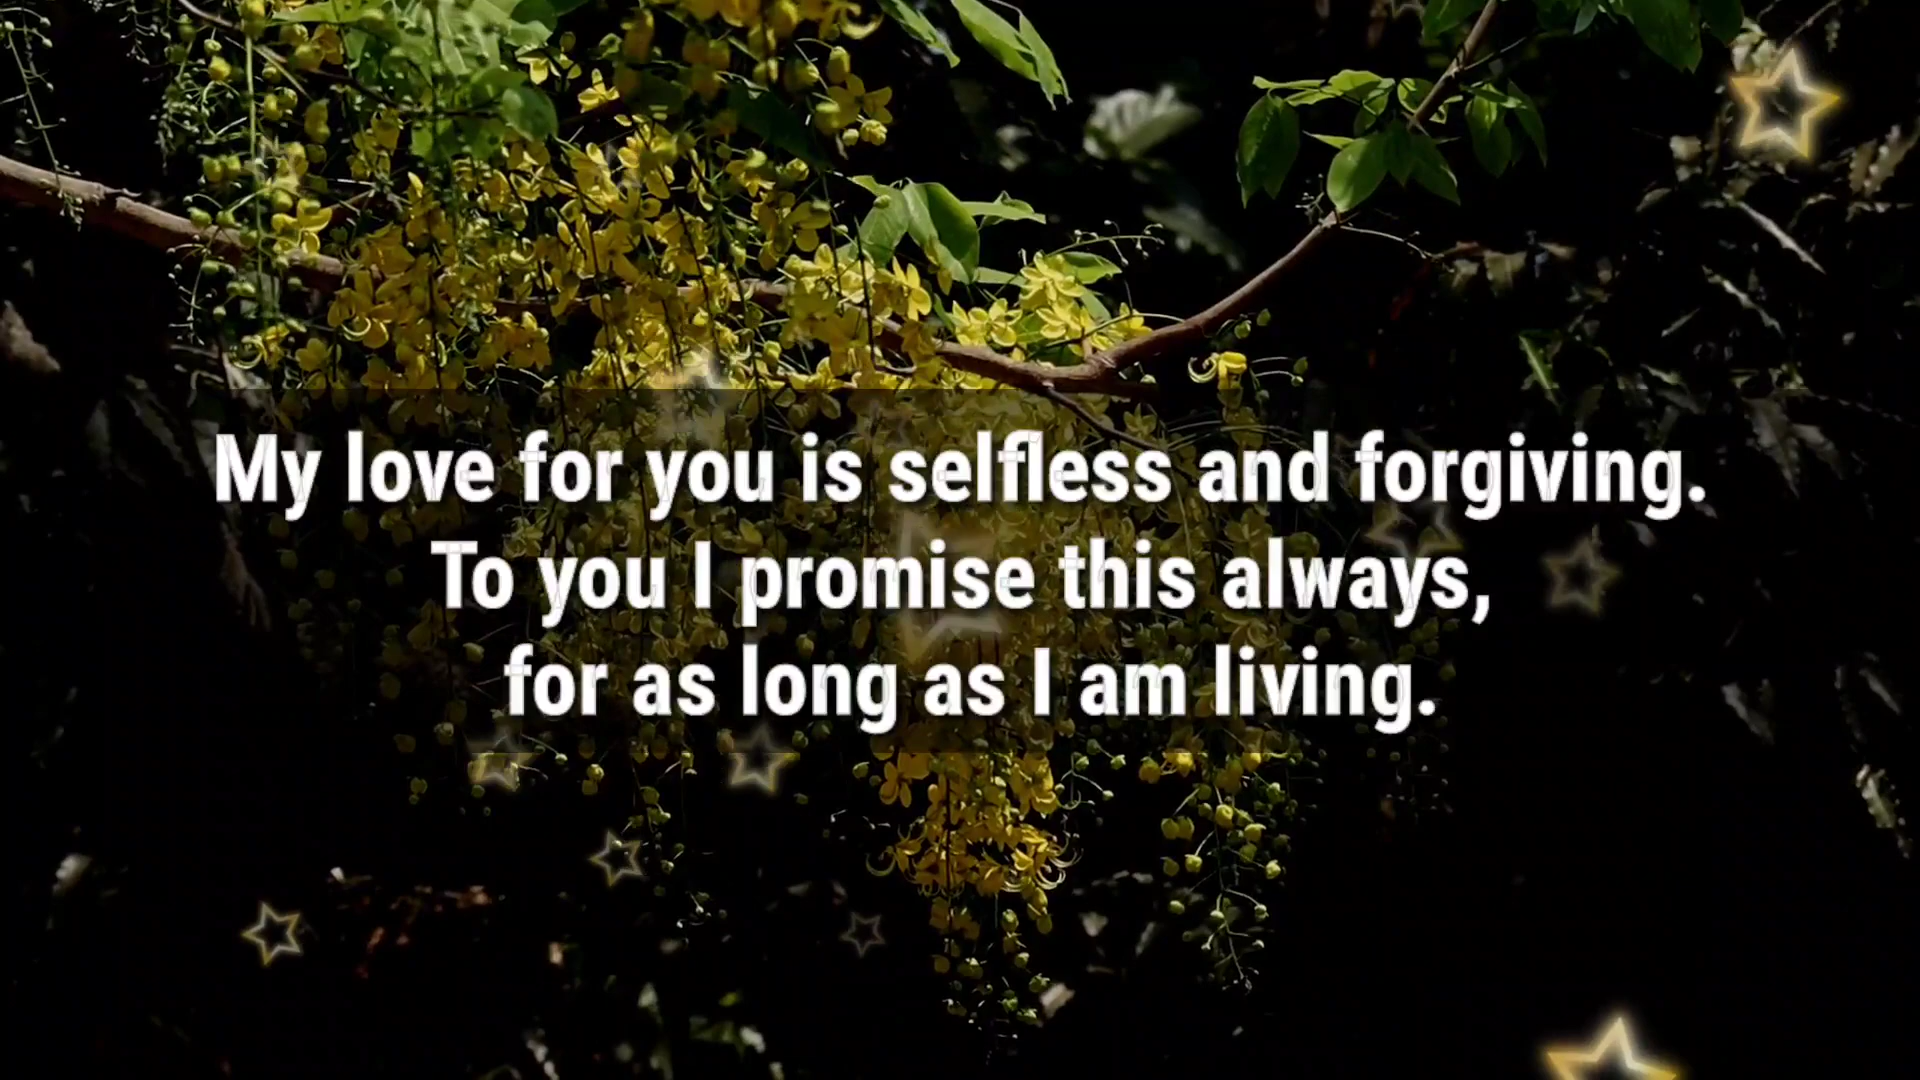 My love for you is selfless and forgiving.
To you I promise this always,
for as long as I am living.